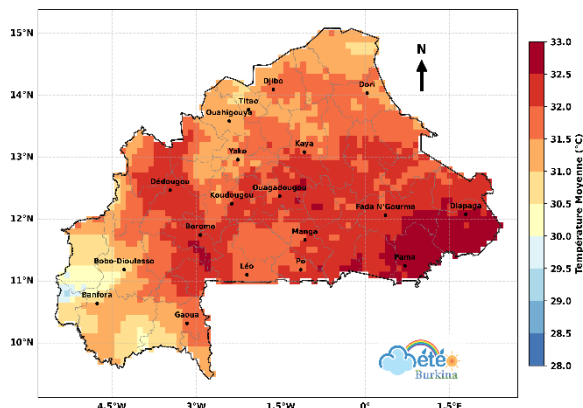 15°N
14°N
13°N
12°N
11°N
10°N
4.5°W
3°W
1.5°W
0°
1.5°E
N
Djibo
Dori
Titao
Ouahigouya
Kaya
Yako
Dédougou
Ouagadougou
Koudougou
Fada N'Gourma
Diapaga
Boromo
Manga
Bobo-Dioulasso
Léo
Po
Pama
Banfora
Gaoua
33.0
32.5
32.0
31.5
31.0
30.5
30.0
29.5
29.0
28.5
28.0
Température Moyenne (°C)
Météo
Burkina